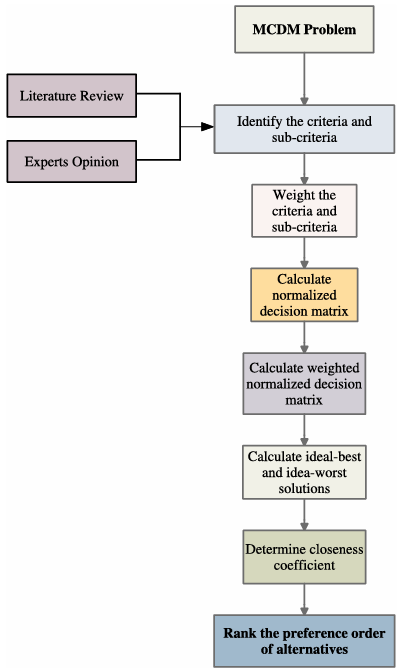 MCDM Problem
Literature Review
Experts Opinion
Identify the criteria and
sub-criteria
Weight the
criteria and
sub-criteria
Calculate
normalized
decision matrix
Calculate weighted
normalized decision
matrix
Calculate ideal-best
and idea-worst
solutions
Determine closeness
coefficient
Rank the preference order
of alternatives